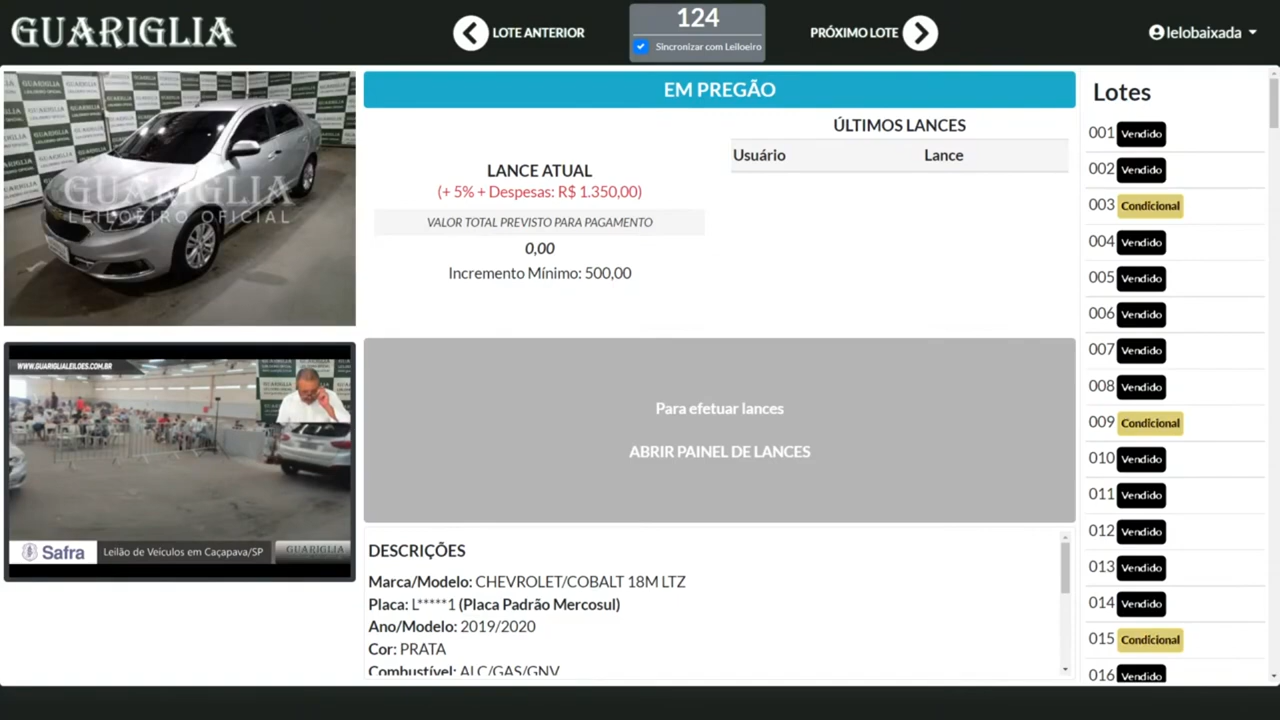 GUARIGLIA
LOTE ANTERIOR
124
Sincronizar com Leiloeiro
PRÓXIMO LOTE
lelobaixada
GUARIGLIA
LEILOEIRO OFICIAL
EM PREGÃO
LANCE ATUAL
(+ 5% + Despesas: R$ 1.350,00)
VALOR TOTAL PREVISTO PARA PAGAMENTO
0,00
Incremento Mínimo: 500,00
ÚLTIMOS LANCES
Usuário Lance
WWW.GUARIGLIALEILOES.COM.BR
Safra
Leilão de Veículos em Caçapava/SP
GUARIGLIA
Para efetuar lances
ABRIR PAINEL DE LANCES
DESCRIÇÕES
Marca/Modelo: CHEVROLET/COBALT 18M LTZ
Placa: L*****1 (Placa Padrão Mercosul)
Ano/Modelo: 2019/2020
Cor: PRATA
Combustível: ALC/GAS/GNV
Lotes
001 Vendido
002 Vendido
003 Condicional
004 Vendido
005 Vendido
006 Vendido
007 Vendido
008 Vendido
009 Condicional
010 Vendido
011 Vendido
012 Vendido
013 Vendido
014 Vendido
015 Condicional
016 Vendido